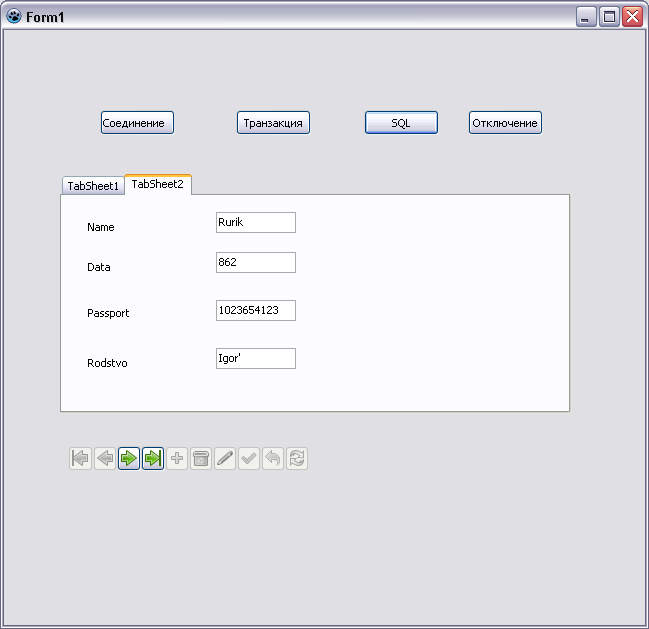 Form1
Соединение Транзакция SQL Отключение
TabSheet1 TabSheet2
Name Rurik
Data 862
Passport 1023654123
Rodstvo Igor'